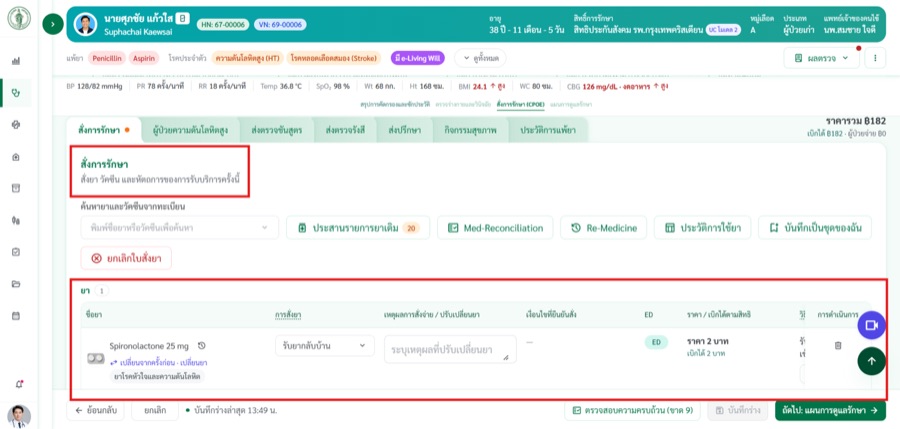 นายศุภชัย แก้วใส
Suphachai Kaewsai
HN: 67-00006
VN: 69-00006
อายุ
38 ปี - 11 เดือน - 5 วัน
สิทธิ์การรักษา
สิทธิประกันสังคม รพ.กรุงเทพคริสเตียน
UC โมเดล 2
หมู่เลือด
A
ประเภท
ผู้ป่วยเก่า
แพทย์เจ้าของคนไข้
นพ.สมชาย ใจดี
แพ้ยา Penicillin Aspirin โรคประจำตัว ความดันโลหิตสูง (HT) โรคหลอดเลือดสมอง (Stroke) มี e-Living Will ดูทั้งหมด ผลตรวจ
BP 128/82 mmHg PR 78 ครั้ง/นาที RR 18 ครั้ง/นาที Temp 36.8 °C SpO₂ 98 % Wt 68 กก. Ht 168 ซม. BMI 24.1 ↑ สูง WC 80 ซม. CBG 126 mg/dL · งดอาหาร ↑ สูง
สั่งการรักษา (CPOE)
สั่งการรักษา ผู้ป่วยความดันโลหิตสูง ส่งตรวจชันสูตร ส่งตรวจรังสี ส่งปรึกษา กิจกรรมสุขภาพ ประวัติการแพ้ยา
ราคารวม ฿182
เบิกได้ ฿182 · ผู้ป่วยจ่าย ฿0
สั่งการรักษา
สั่งยา วัคซีน และหัตถการของการรับบริการครั้งนี้
ค้นหายาและวัคซีนจากทะเบียน
พิมพ์ชื่อยาหรือวัคซีนเพื่อค้นหา
ประสานรายการยาเดิม 20
Med-Reconciliation
Re-Medicine
ประวัติการใช้ยา
บันทึกเป็นชุดของฉัน
ยกเลิกใบสั่งยา
ยา 1
ชื่อยา การสั่งยา เหตุผลการสั่งจ่าย / ปรับเปลี่ยนยา เงื่อนไขที่ยืนยันสั่ง ED ราคา / เบิกได้ตามสิทธิ การดำเนินการ
Spironolactone 25 mg
เปลี่ยนจากครั้งก่อน · เปลี่ยนยา
ยาโรคหัวใจและความดันโลหิต
รับยากลับบ้าน
ระบุเหตุผลที่ปรับเปลี่ยนยา
—
ED
ราคา 2 บาท
เบิกได้ 2 บาท
← ย้อนกลับ
ยกเลิก
บันทึกร่างล่าสุด 13:49 น.
ตรวจสอบความครบถ้วน (ขาด 9)
บันทึกร่าง
ถัดไป: แผนการดูแลรักษา →